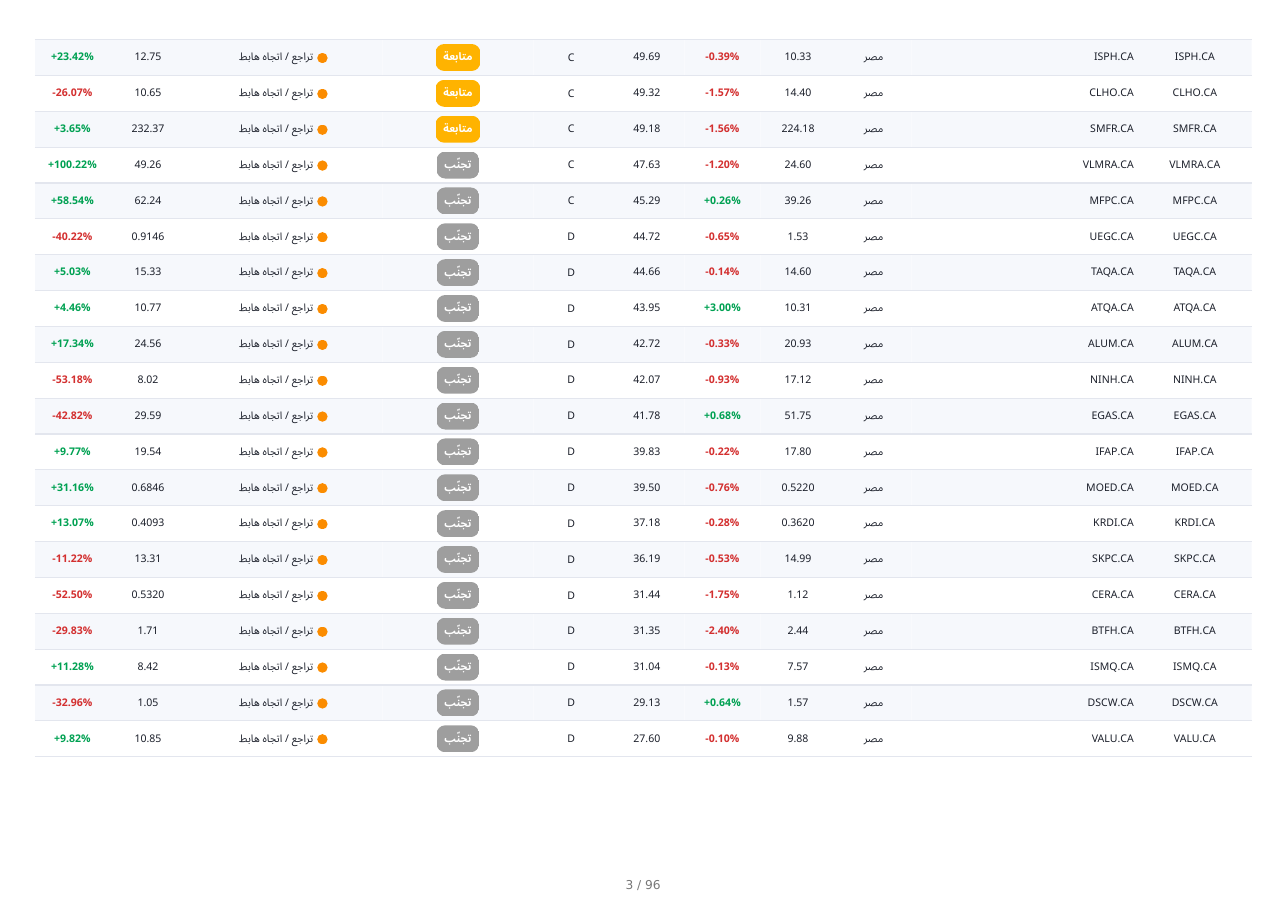 ISPH.CA ISPH.CA مصر 10.33 -0.39% 49.69 C متابعة تراجع / اتجاه هابط 12.75 +23.42%
CLHO.CA CLHO.CA مصر 14.40 -1.57% 49.32 C متابعة تراجع / اتجاه هابط 10.65 -26.07%
SMFR.CA SMFR.CA مصر 224.18 -1.56% 49.18 C متابعة تراجع / اتجاه هابط 232.37 +3.65%
VLMRA.CA VLMRA.CA مصر 24.60 -1.20% 47.63 C تجنّب تراجع / اتجاه هابط 49.26 +100.22%
MFPC.CA MFPC.CA مصر 39.26 +0.26% 45.29 C تجنّب تراجع / اتجاه هابط 62.24 +58.54%
UEGC.CA UEGC.CA مصر 1.53 -0.65% 44.72 D تجنّب تراجع / اتجاه هابط 0.9146 -40.22%
TAQA.CA TAQA.CA مصر 14.60 -0.14% 44.66 D تجنّب تراجع / اتجاه هابط 15.33 +5.03%
ATQA.CA ATQA.CA مصر 10.31 +3.00% 43.95 D تجنّب تراجع / اتجاه هابط 10.77 +4.46%
ALUM.CA ALUM.CA مصر 20.93 -0.33% 42.72 D تجنّب تراجع / اتجاه هابط 24.56 +17.34%
NINH.CA NINH.CA مصر 17.12 -0.93% 42.07 D تجنّب تراجع / اتجاه هابط 8.02 -53.18%
EGAS.CA EGAS.CA مصر 51.75 +0.68% 41.78 D تجنّب تراجع / اتجاه هابط 29.59 -42.82%
IFAP.CA IFAP.CA مصر 17.80 -0.22% 39.83 D تجنّب تراجع / اتجاه هابط 19.54 +9.77%
MOED.CA MOED.CA مصر 0.5220 -0.76% 39.50 D تجنّب تراجع / اتجاه هابط 0.6846 +31.16%
KRDI.CA KRDI.CA مصر 0.3620 -0.28% 37.18 D تجنّب تراجع / اتجاه هابط 0.4093 +13.07%
SKPC.CA SKPC.CA مصر 14.99 -0.53% 36.19 D تجنّب تراجع / اتجاه هابط 13.31 -11.22%
CERA.CA CERA.CA مصر 1.12 -1.75% 31.44 D تجنّب تراجع / اتجاه هابط 0.5320 -52.50%
BTFH.CA BTFH.CA مصر 2.44 -2.40% 31.35 D تجنّب تراجع / اتجاه هابط 1.71 -29.83%
ISMQ.CA ISMQ.CA مصر 7.57 -0.13% 31.04 D تجنّب تراجع / اتجاه هابط 8.42 +11.28%
DSCW.CA DSCW.CA مصر 1.57 +0.64% 29.13 D تجنّب تراجع / اتجاه هابط 1.05 -32.96%
VALU.CA VALU.CA مصر 9.88 -0.10% 27.60 D تجنّب تراجع / اتجاه هابط 10.85 +9.82%
3 / 96